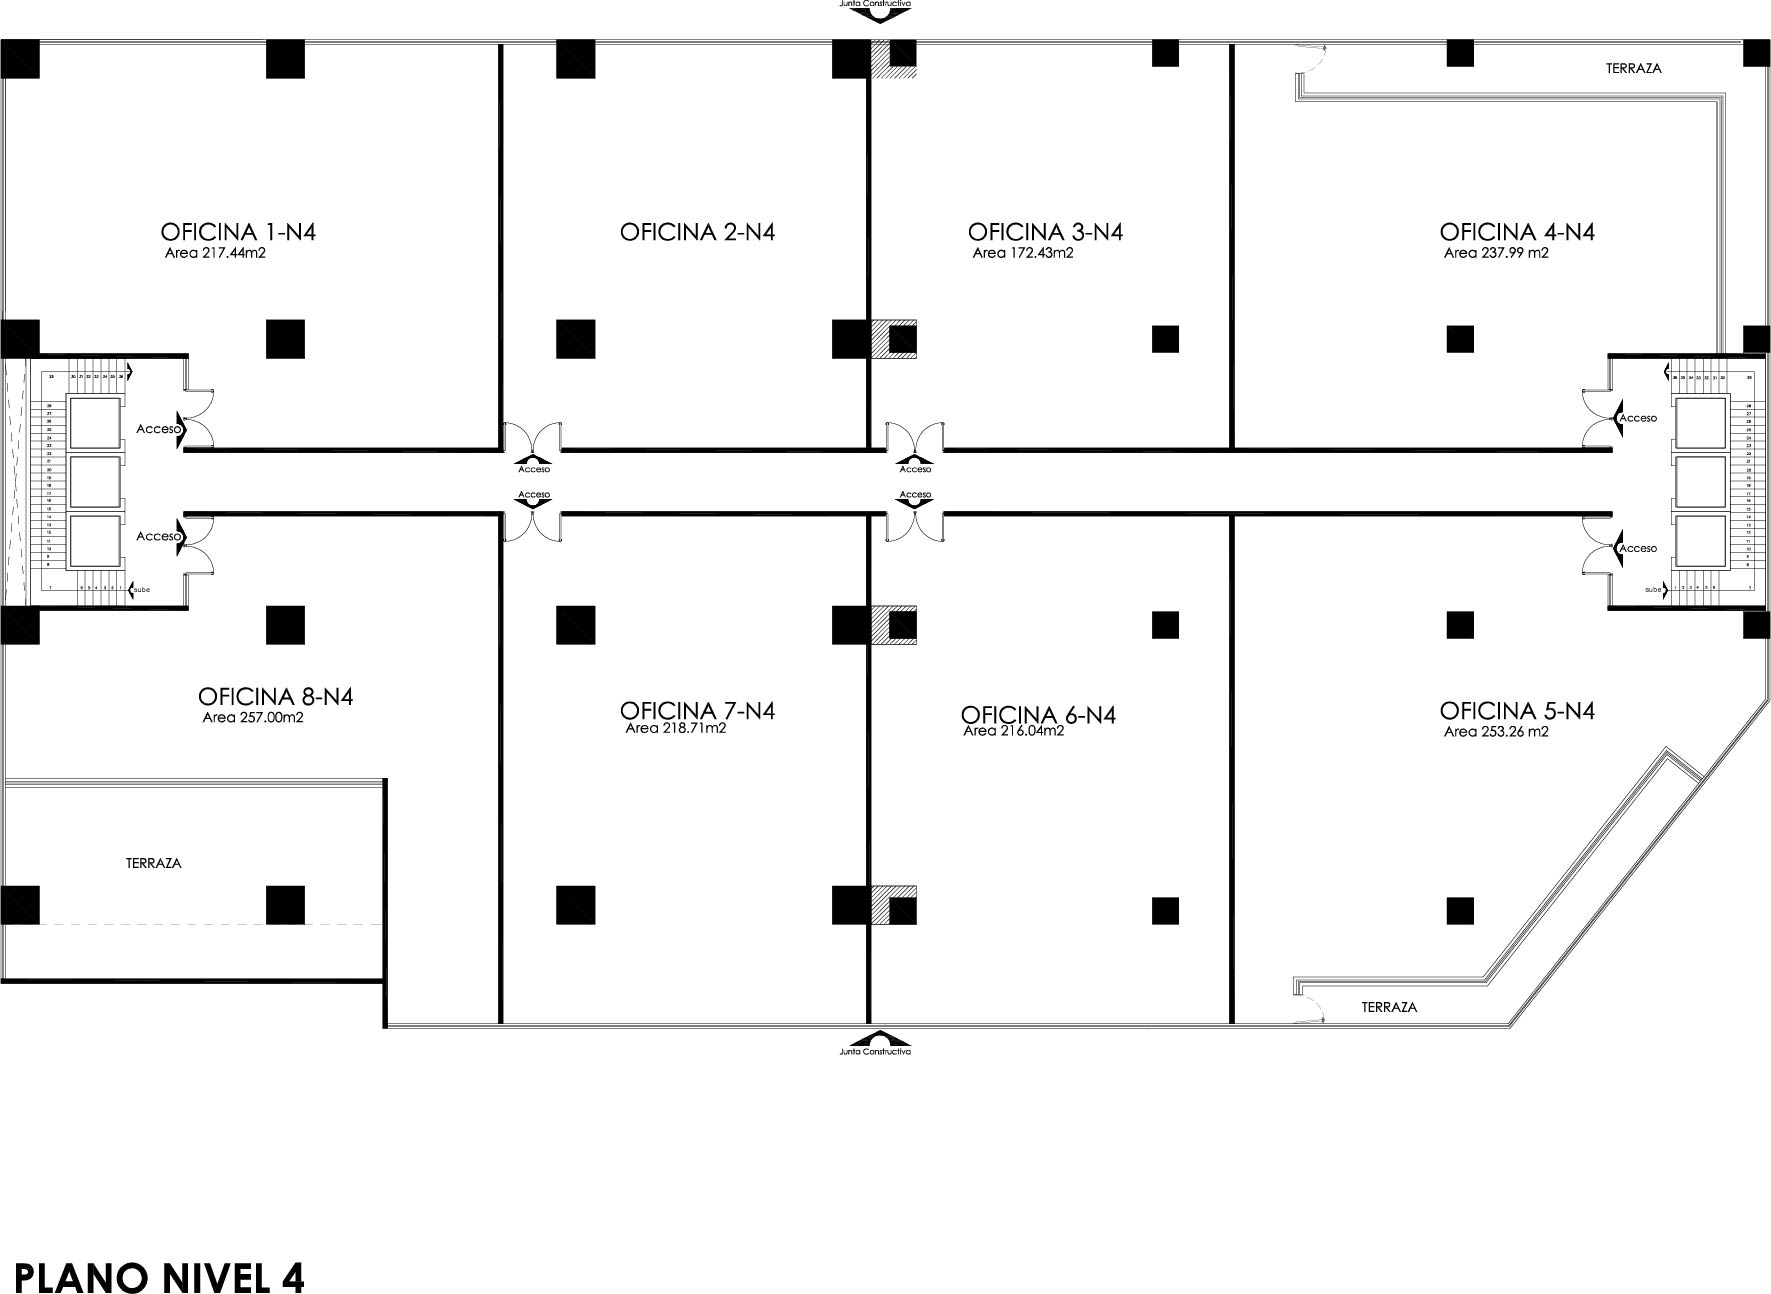 Junta Constructiva
TERRAZA
OFICINA 1-N4
Area 217.44m2
OFICINA 2-N4
OFICINA 3-N4
Area 172.43m2
OFICINA 4-N4
Area 237.99 m2
Acceso
Acceso
Acceso
Acceso
Acceso
Acceso
Acceso
Acceso
sube
sube
OFICINA 8-N4
Area 257.00m2
OFICINA 7-N4
Area 218.71m2
OFICINA 6-N4
Area 216.04m2
OFICINA 5-N4
Area 253.26 m2
TERRAZA
TERRAZA
Junta Constructiva
PLANO NIVEL 4